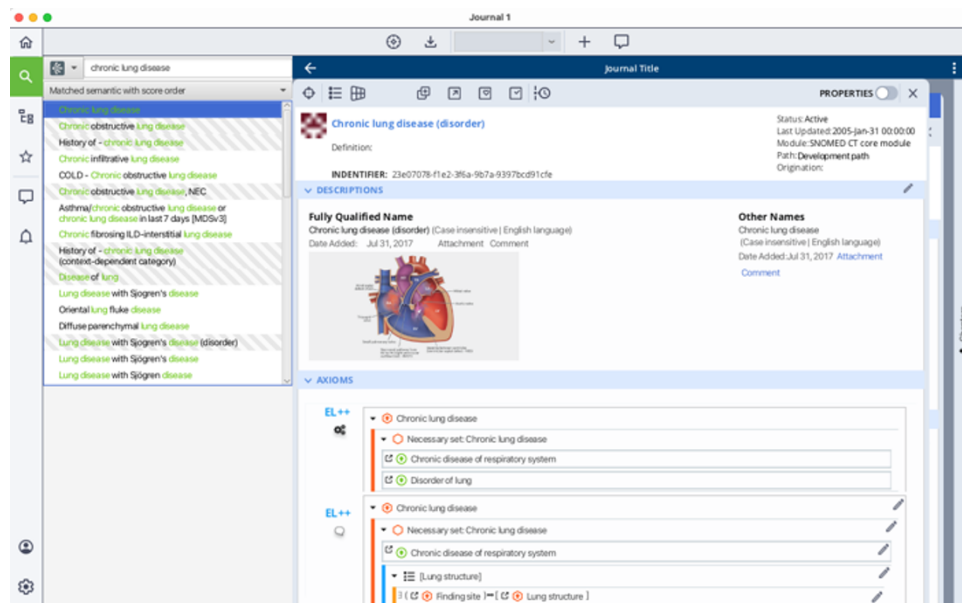 Journal 1
chronic lung disease
Matched semantic with score order
Chronic lung disease
Chronic obstructive lung disease
History of - chronic lung disease
Chronic infiltrative lung disease
COLD - Chronic obstructive lung disease
Chronic obstructive lung disease, NEC
Asthma/chronic obstructive lung disease or
chronic lung disease in last 7 days [MDSv3]
Chronic fibrosing ILD-interstitial lung disease
History of - chronic lung disease
(context-dependent category)
Disease of lung
Lung disease with Sjogren's disease
Oriental lung fluke disease
Diffuse parenchymal lung disease
Lung disease with Sjogren's disease (disorder)
Lung disease with Sjögren's disease
Lung disease with Sjögren disease
Journal Title
PROPERTIES
Chronic lung disease (disorder)
Definition:
INDENTIFIER: 23e07078-f1e2-3f6a-9b7a-9397bcd91cfe
Status: Active
Last Updated:2005-Jan-31 00:00:00
Module:SNOMED CT core module
Path:Development path
Origination:
DESCRIPTIONS
Fully Qualified Name
Chronic lung disease (disorder) (Case insensitive | English language)
Date Added: Jul 31, 2017 Attachment Comment
Other Names
Chronic lung disease
(Case insensitive | English language)
Date Added:Jul 31, 2017 Attachment
Comment
AXIOMS
EL++
Chronic lung disease
Necessary set: Chronic lung disease
Chronic disease of respiratory system
Disorder of lung
EL++
Chronic lung disease
Necessary set: Chronic lung disease
Chronic disease of respiratory system
[Lung structure]
∃ ( Finding site )➞[ Lung structure ]